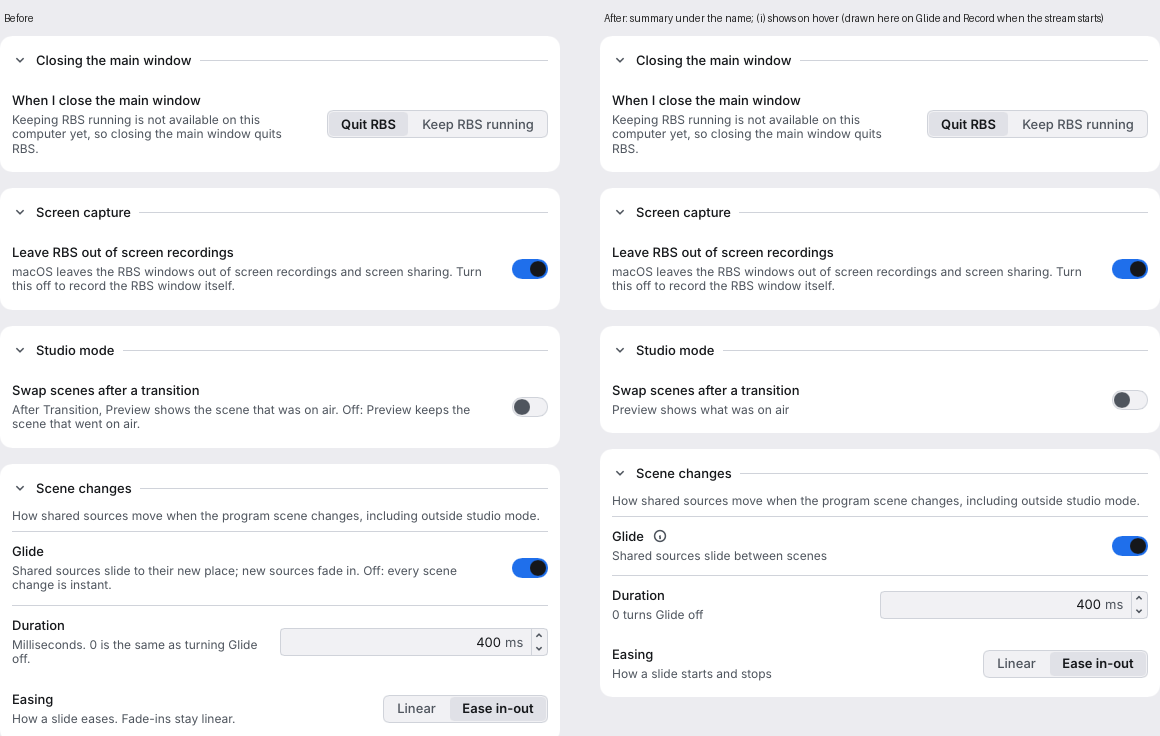 Before
Closing the main window
When I close the main window
Keeping RBS running is not available on this
computer yet, so closing the main window quits
RBS.
Quit RBS
Keep RBS running
Screen capture
Leave RBS out of screen recordings
macOS leaves the RBS windows out of screen recordings and screen sharing. Turn
this off to record the RBS window itself.
Studio mode
Swap scenes after a transition
After Transition, Preview shows the scene that was on air. Off: Preview keeps the
scene that went on air.
Scene changes
How shared sources move when the program scene changes, including outside studio mode.
Glide
Shared sources slide to their new place; new sources fade in. Off: every scene
change is instant.
Duration
Milliseconds. 0 is the same as turning Glide
off.
400 ms
Easing
How a slide eases. Fade-ins stay linear.
Linear
Ease in-out
After: summary under the name; (i) shows on hover (drawn here on Glide and Record when the stream starts)
Closing the main window
When I close the main window
Keeping RBS running is not available on this
computer yet, so closing the main window quits
RBS.
Quit RBS
Keep RBS running
Screen capture
Leave RBS out of screen recordings
macOS leaves the RBS windows out of screen recordings and screen sharing. Turn
this off to record the RBS window itself.
Studio mode
Swap scenes after a transition
Preview shows what was on air
Scene changes
How shared sources move when the program scene changes, including outside studio mode.
Glide
Shared sources slide between scenes
Duration
0 turns Glide off
400 ms
Easing
How a slide starts and stops
Linear
Ease in-out